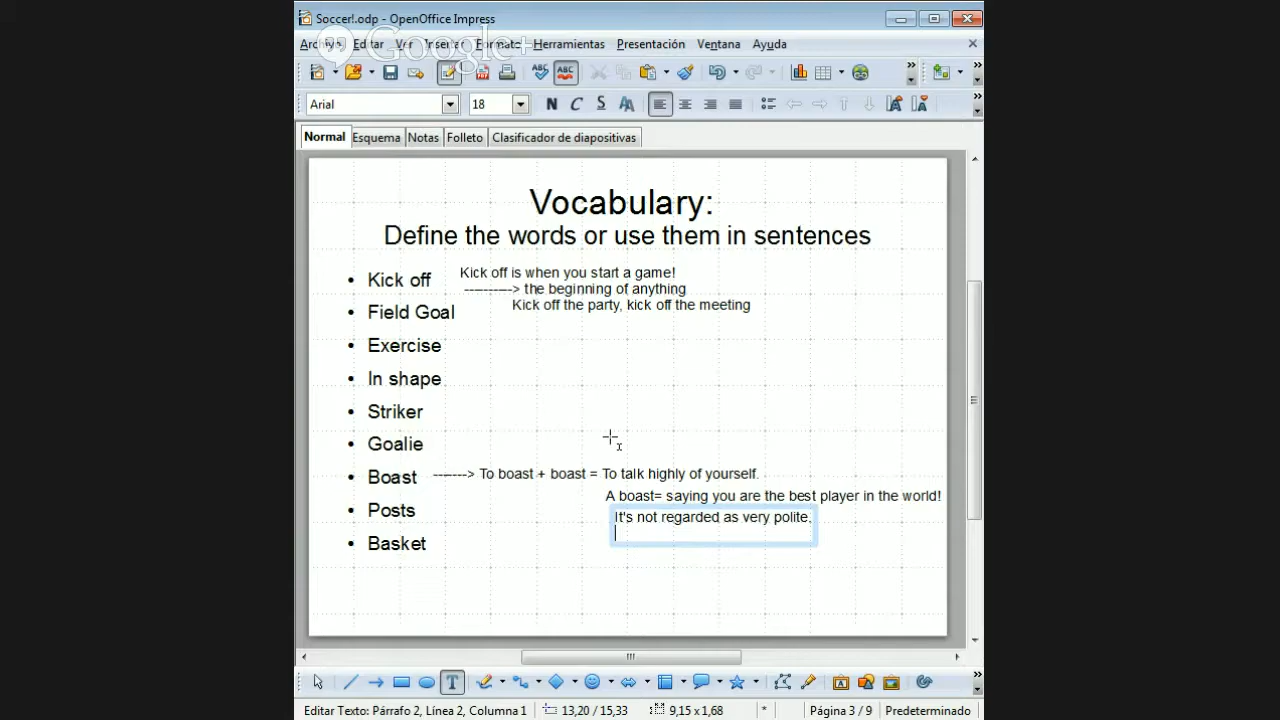 Soccer!.odp - OpenOffice Impress
Archivo Editar Ver Insertar Formato Herramientas Presentación Ventana Ayuda
Google+
Arial 18 N C S
Normal Esquema Notas Folleto Clasificador de diapositivas
Vocabulary:
Define the words or use them in sentences
• Kick off Kick off is when you start a game!
----------> the beginning of anything
Kick off the party, kick off the meeting
• Field Goal
• Exercise
• In shape
• Striker
• Goalie
• Boast -------> To boast + boast = To talk highly of yourself.
A boast= saying you are the best player in the world!
• Posts It's not regarded as very polite.
• Basket
Editar Texto: Párrafo 2, Línea 2, Columna 1 13,20 / 15,33 9,15 x 1,68 * Página 3 / 9 Predeterminado